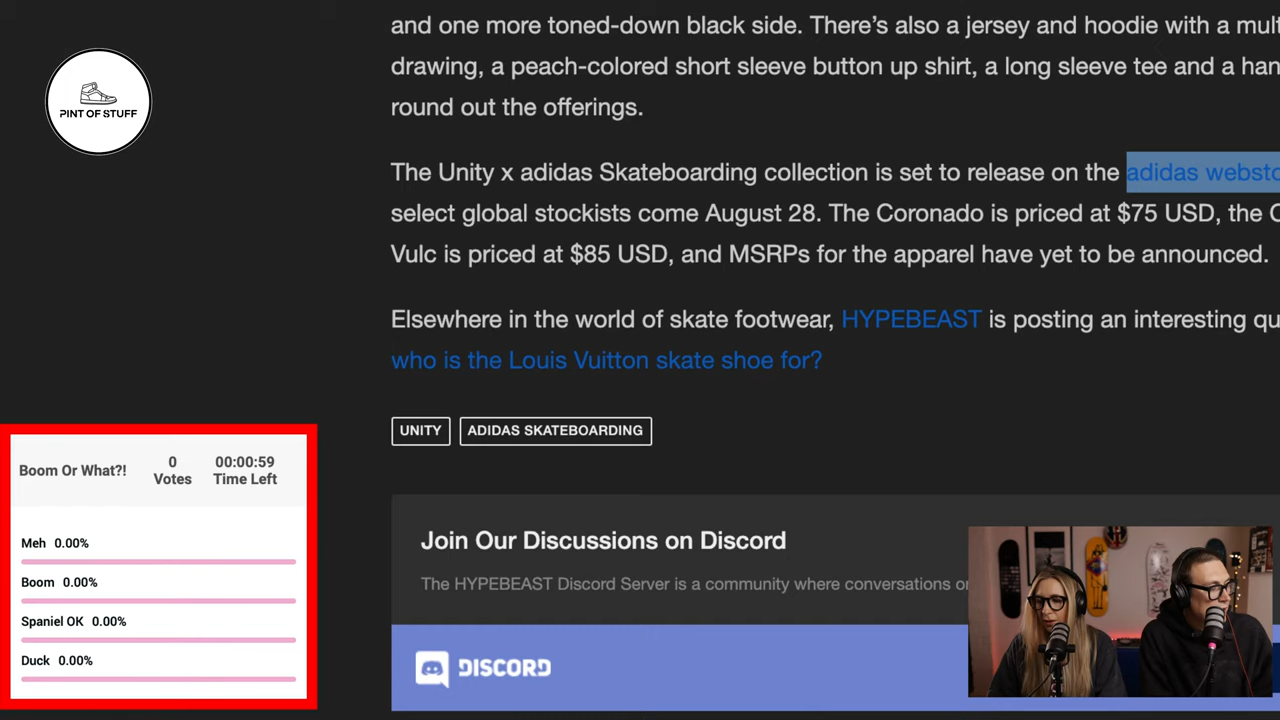 and one more toned-down black side. There's also a jersey and hoodie with a
drawing, a peach-colored short sleeve button up shirt, a long sleeve tee and a
round out the offerings.
PINT OF STUFF
The Unity x adidas Skateboarding collection is set to release on the adidas
select global stockists come August 28. The Coronado is priced at $75 USD, the
Vulc is priced at $85 USD, and MSRPs for the apparel have yet to be announced.
Elsewhere in the world of skate footwear, HYPEBEAST is posting an interesting
who is the Louis Vuitton skate shoe for?
UNITY
ADIDAS SKATEBOARDING
Boom Or What?!
0
Votes
00:00:59
Time Left
Meh 0.00%
Boom 0.00%
Spaniel OK 0.00%
Duck 0.00%
Join Our Discussions on Discord
The HYPEBEAST Discord Server is a community where conversations
DISCORD